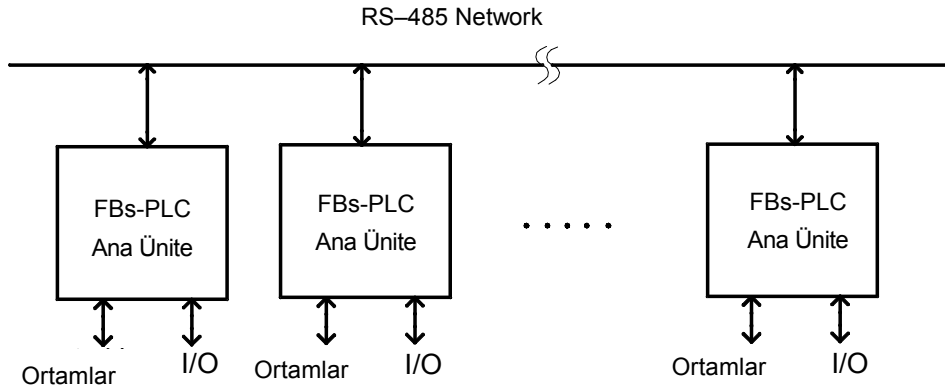 RS–485 Network
FBs-PLC
Ana Ünite
FBs-PLC
Ana Ünite
FBs-PLC
Ana Ünite
Ortamlar
I/O
Ortamlar
I/O
Ortamlar
I/O